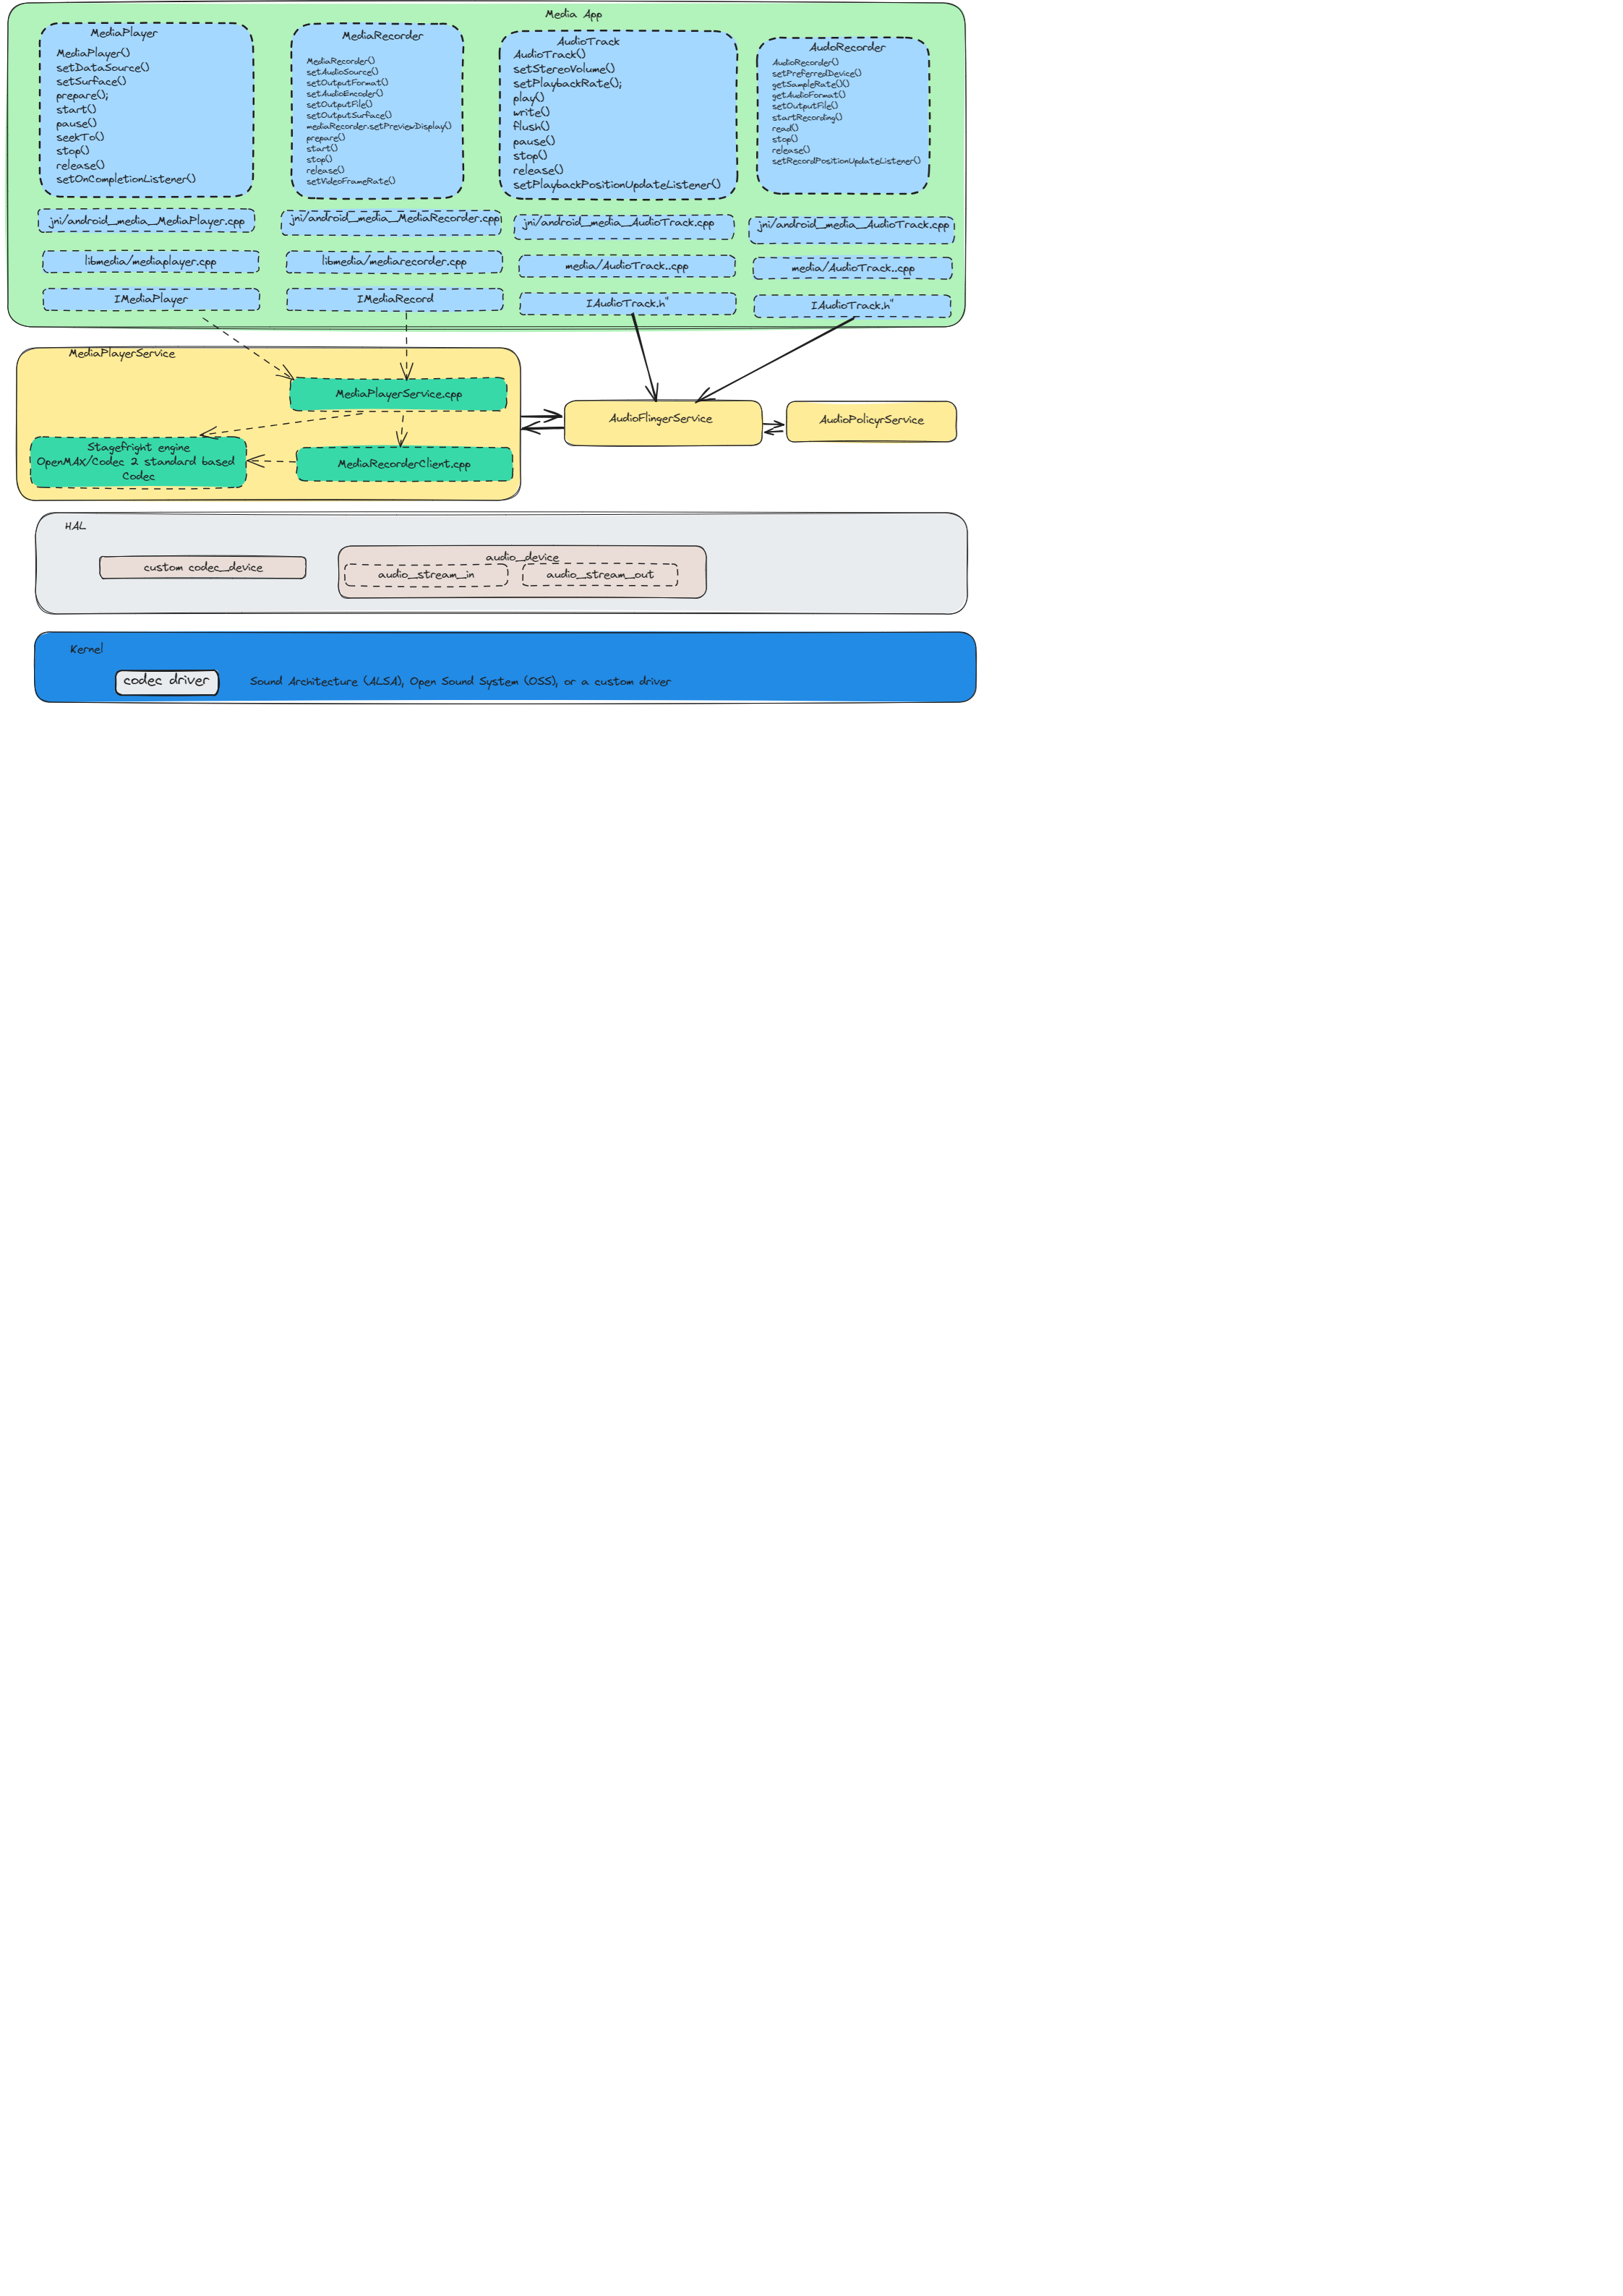 Media App
MediaPlayer
MediaPlayer()
setDataSource()
setSurface()
prepare();
start()
pause()
seekTo()
stop()
release()
setOnCompletionListener()
MediaRecorder
MediaRecorder()
setAudioSource()
setOutputFormat()
setAudioEncoder()
setOutputFile()
setOutputSurface()
mediaRecorder.setPreviewDisplay()
prepare()
start()
stop()
release()
setVideoFrameRate()
AudioTrack
AudioTrack()
setStereoVolume()
setPlaybackRate();
play()
write()
flush()
pause()
stop()
release()
setPlaybackPositionUpdateListener()
AudoRecorder
AudioRecorder()
setPreferredDevice()
getSampleRate()()
getAudioFormat()
setOutputFile()
startRecording()
read()
stop()
release()
setRecordPositionUpdateListener()
jni/android_media_MediaPlayer.cpp
jni/android_media_MediaRecorder.cpp
jni/android_media_AudioTrack.cpp
jni/android_media_AudioTrack.cpp
libmedia/mediaplayer.cpp
libmedia/mediarecorder.cpp
media/AudioTrack..cpp
media/AudioTrack..cpp
IMediaPlayer
IMediaRecord
IAudioTrack.h"
IAudioTrack.h"
MediaPlayerService
MediaPlayerService.cpp
Stagefright engine
OpenMAX/Codec 2 standard based
Codec
MediaRecorderClient.cpp
AudioFlingerService
AudioPolicyrService
HAL
custom codec_device
audio_device
audio_stream_in
audio_stream_out
Kernel
codec driver
Sound Architecture (ALSA), Open Sound System (OSS), or a custom driver